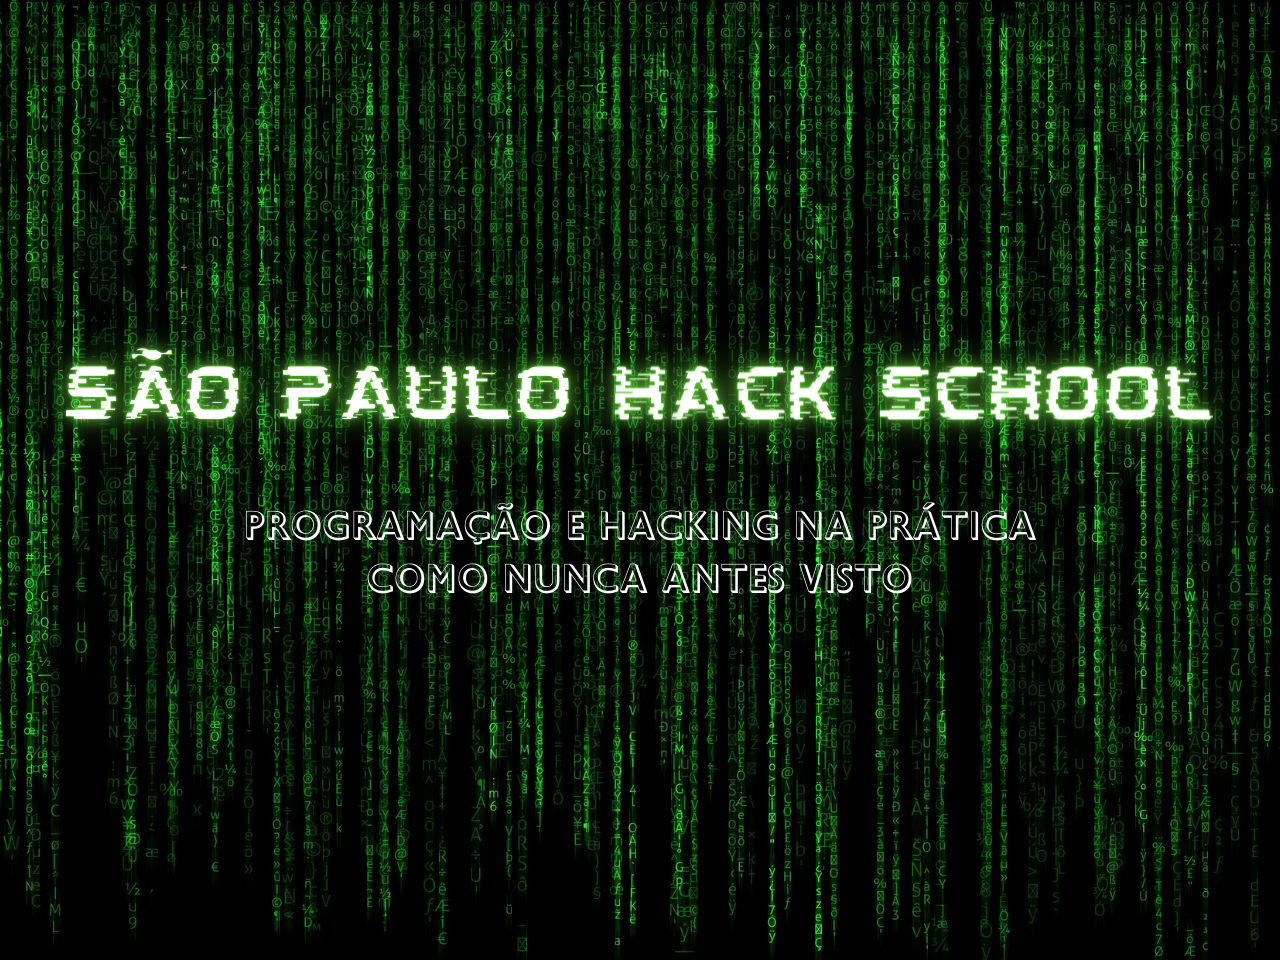 SÃO PAULO HACK SCHOOL
PROGRAMAÇÃO E HACKING NA PRÁTICA
COMO NUNCA ANTES VISTO